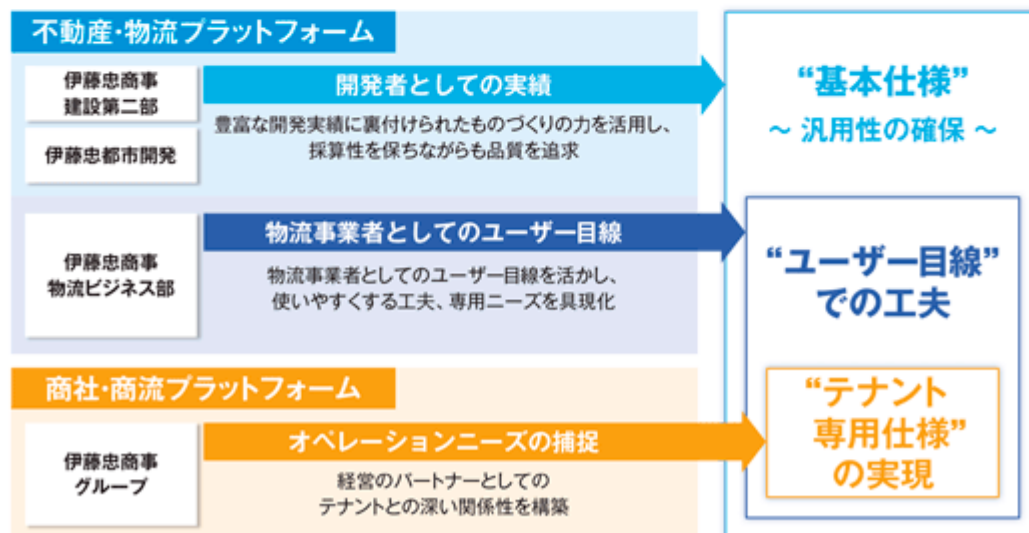 不動産・物流プラットフォーム
伊藤忠商事
建設第二部
伊藤忠都市開発
開発者としての実績
豊富な開発実績に裏付けられたものづくりの力を活用し、
採算性を保ちながらも品質を追求
“基本仕様”
～ 汎用性の確保 ～
伊藤忠商事
物流ビジネス部
物流事業者としてのユーザー目線
物流事業者としてのユーザー目線を活かし、
使いやすくする工夫、専用ニーズを具現化
“ユーザー目線”
での工夫
商社・商流プラットフォーム
伊藤忠商事
グループ
オペレーションニーズの捕捉
経営のパートナーとしての
テナントとの深い関係性を構築
“テナント
専用仕様”
の実現